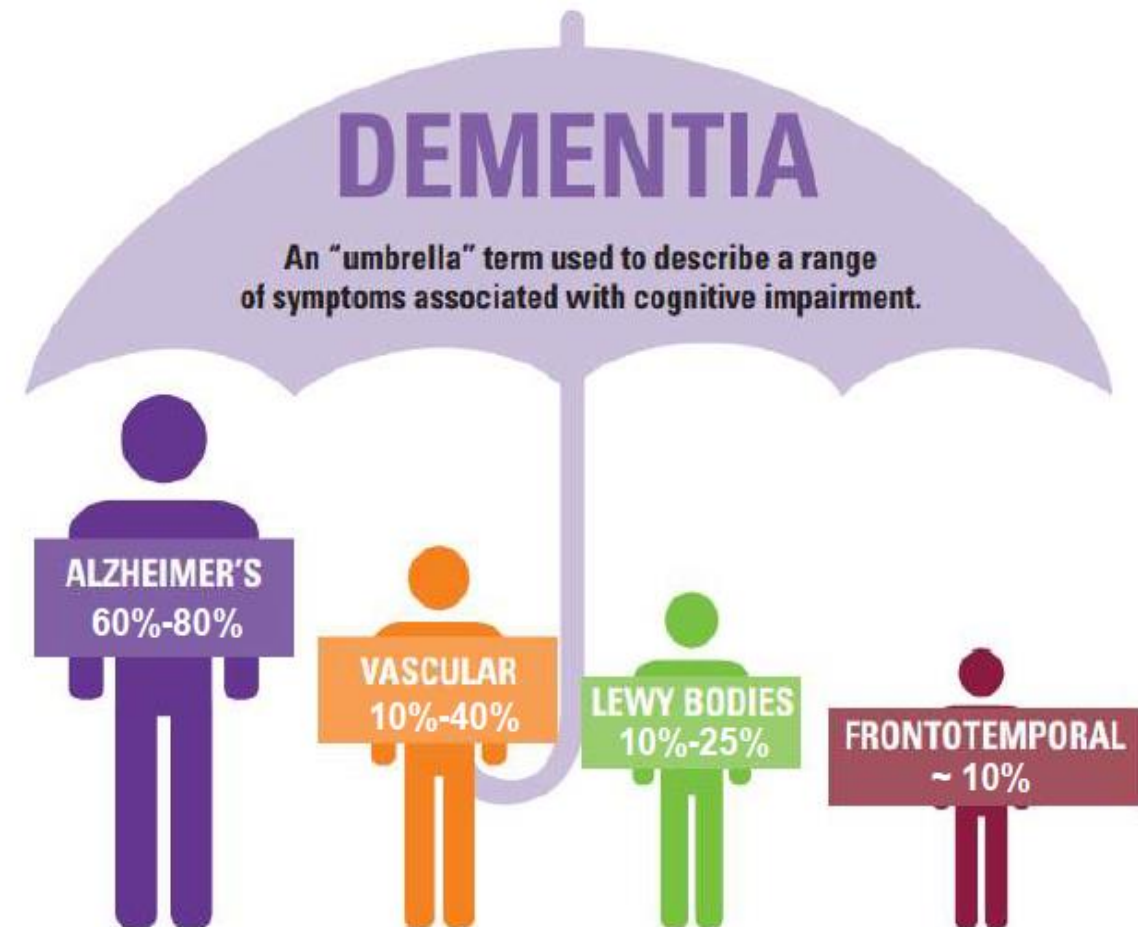 DEMENTIA
An “umbrella” term used to describe a range
of symptoms associated with cognitive impairment.
ALZHEIMER’S
60%-80%
VASCULAR
10%-40%
LEWY BODIES
10%-25%
FRONTOTEMPORAL
~ 10%